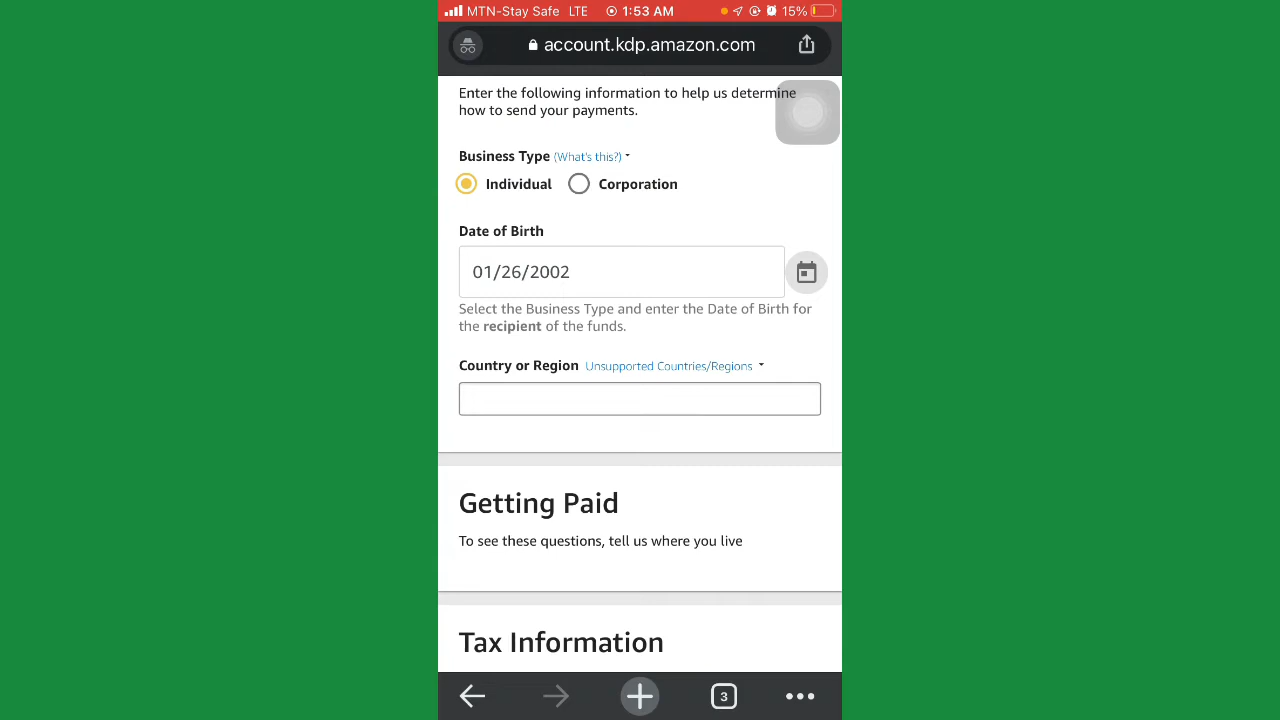 MTN-Stay Safe LTE 1:53 AM 15%
account.kdp.amazon.com
Enter the following information to help us determine
how to send your payments.
Business Type (What's this?)
Individual Corporation
Date of Birth
01/26/2002
Select the Business Type and enter the Date of Birth for
the recipient of the funds.
Country or Region Unsupported Countries/Regions
Getting Paid
To see these questions, tell us where you live
Tax Information
3